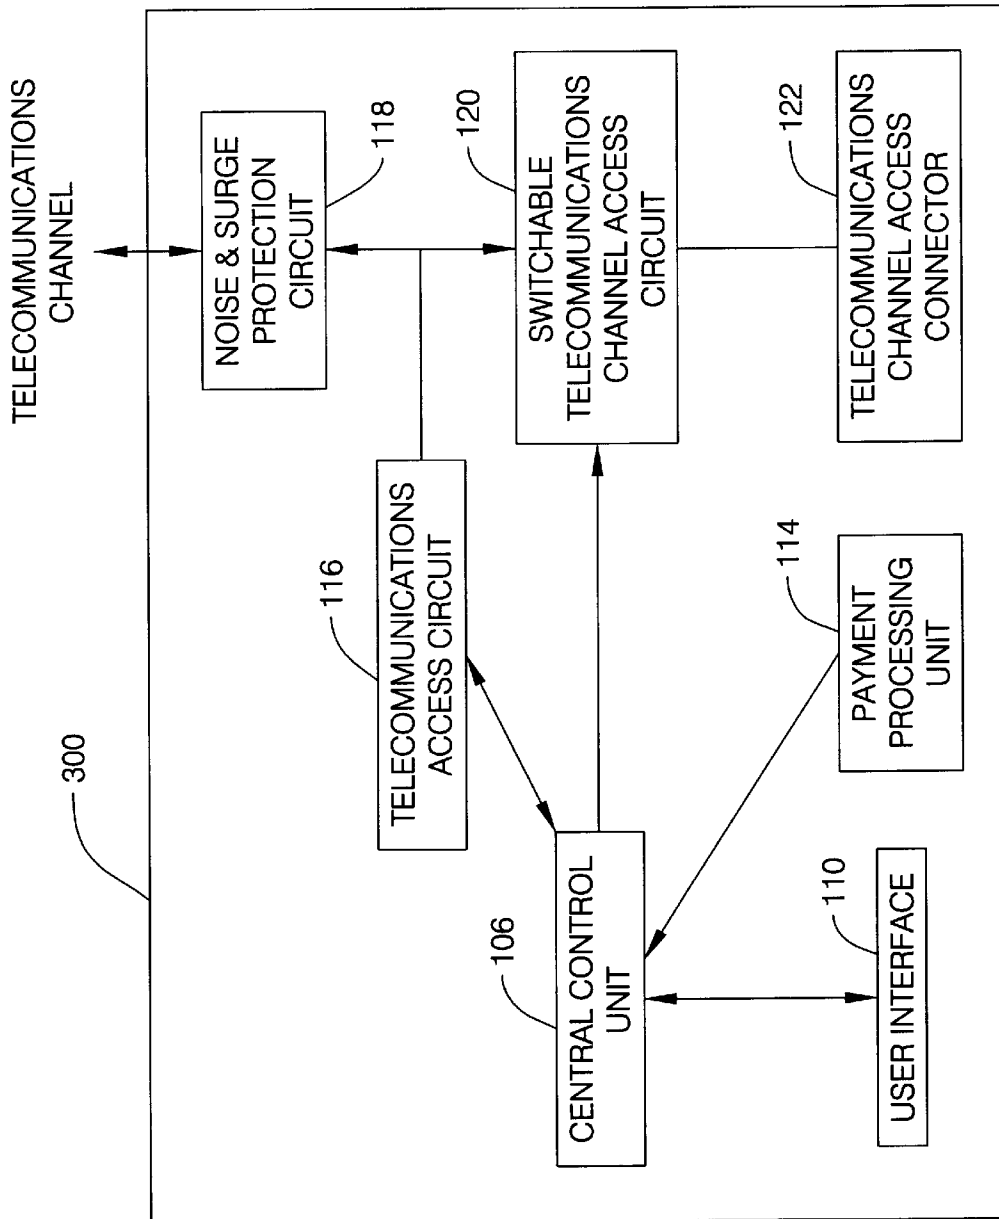 TELECOMMUNICATIONS
CHANNEL
300
NOISE & SURGE
PROTECTION
CIRCUIT
118
116
TELECOMMUNICATIONS
ACCESS CIRCUIT
120
SWITCHABLE
TELECOMMUNICATIONS
CHANNEL ACCESS
CIRCUIT
106
CENTRAL CONTROL
UNIT
122
TELECOMMUNICATIONS
CHANNEL ACCESS
CONNECTOR
114
PAYMENT
PROCESSING
UNIT
110
USER INTERFACE